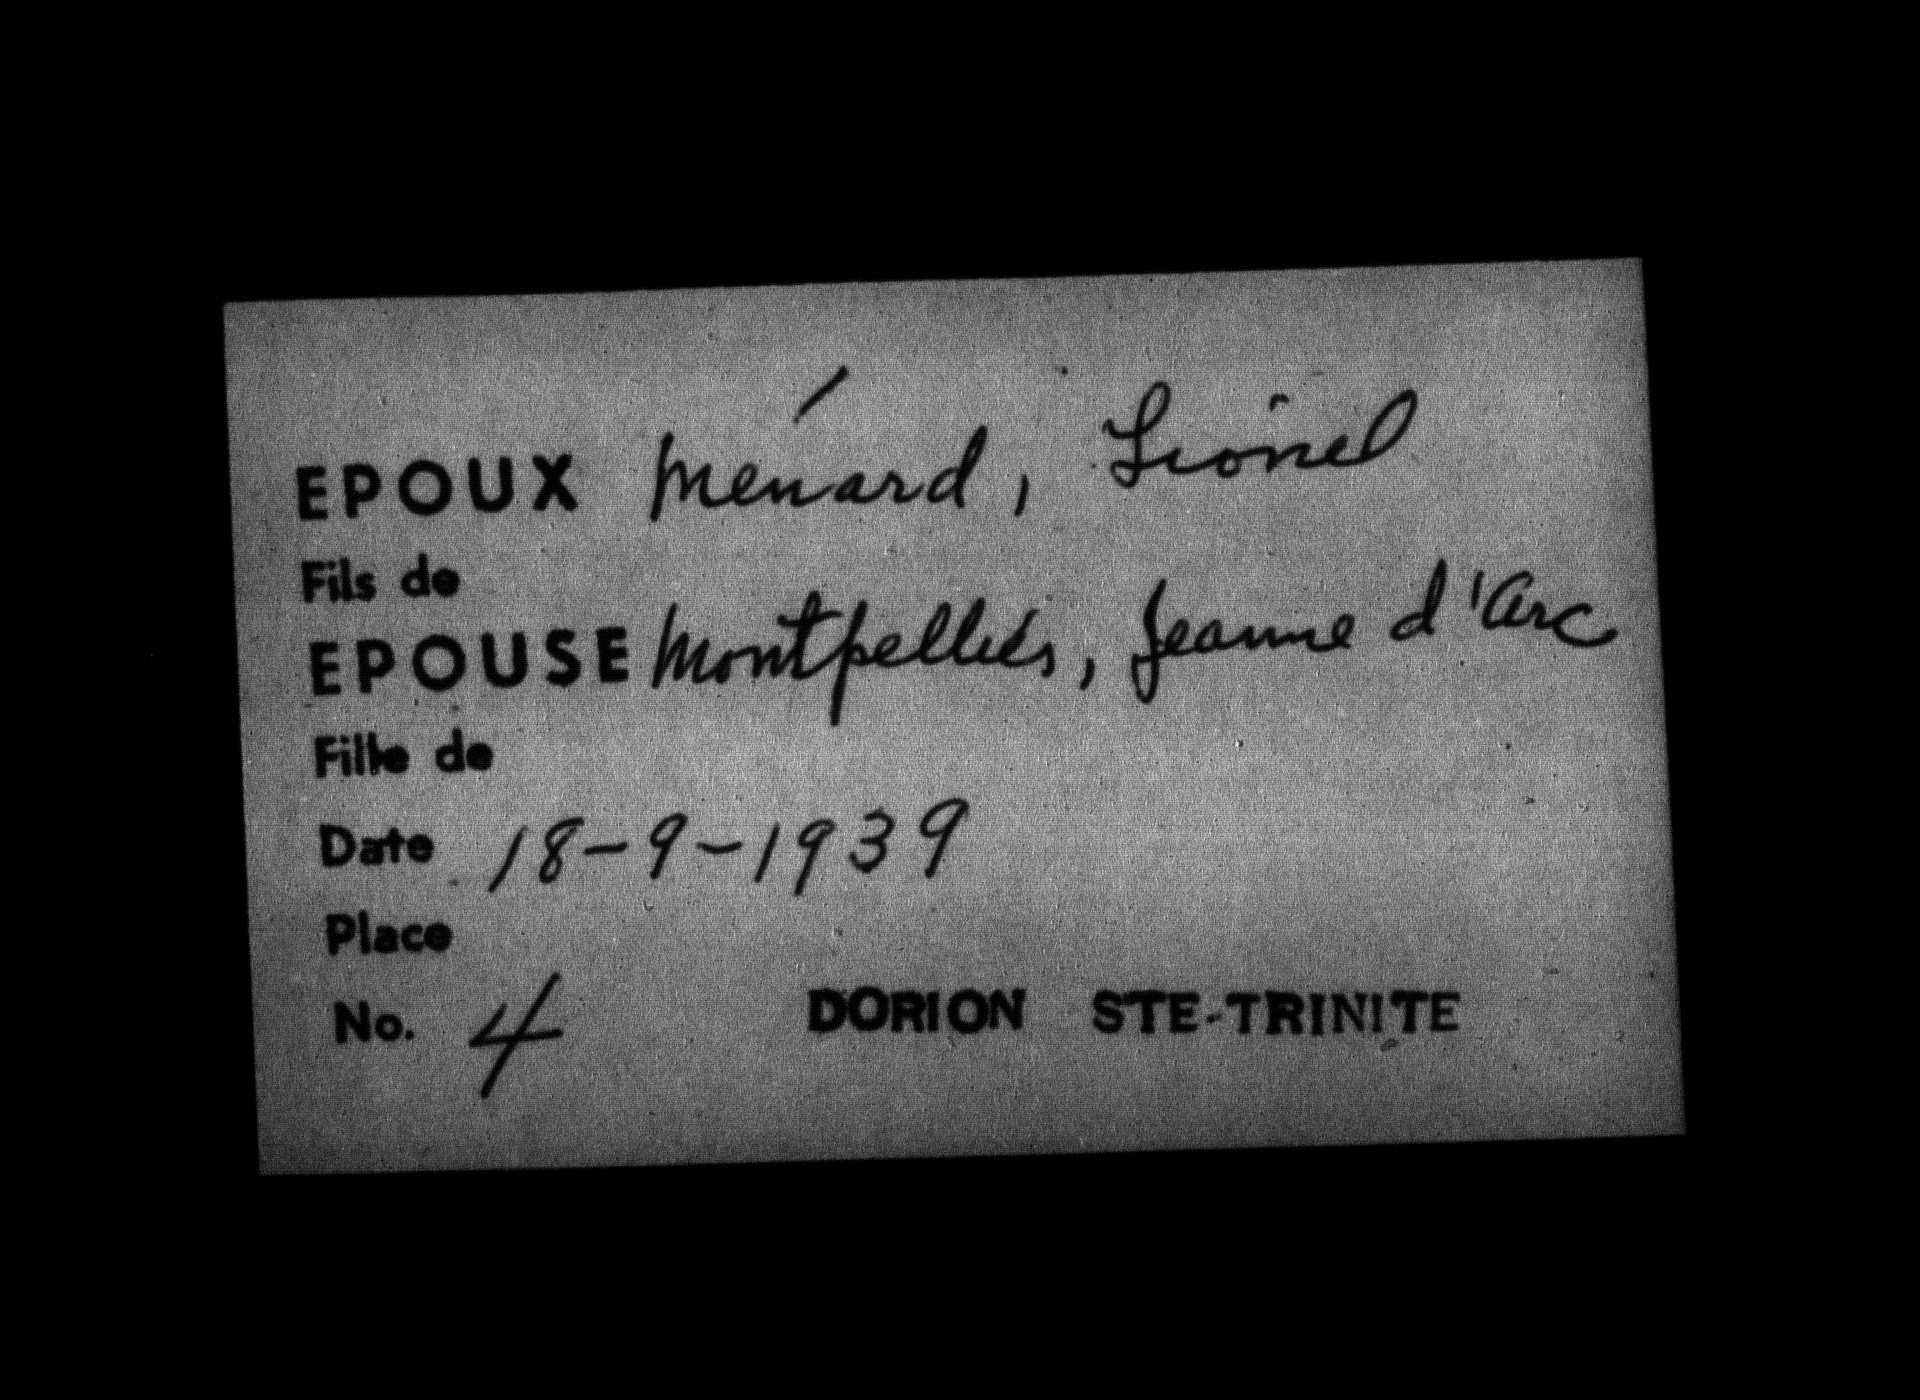 EPOUX Ménard, Lionel
Fils de
EPOUSE Montpellier, Jeanne d'Arc
Fille de
Date 18-9-1939
Place
No. 4 DORION STE-TRINITE